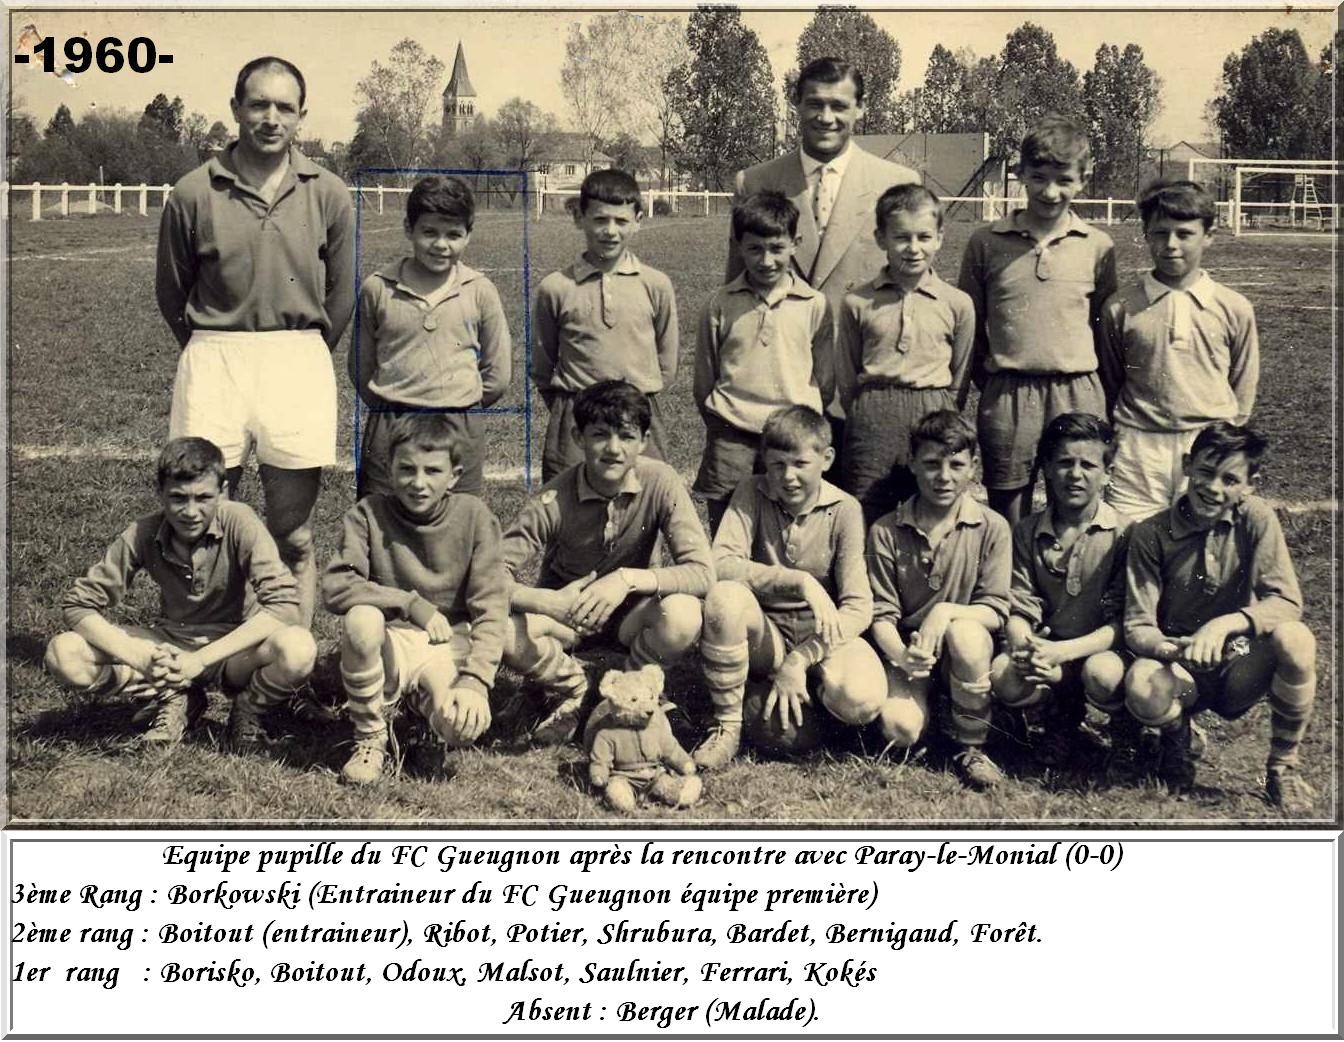 -1960-
Equipe pupille du FC Gueugnon après la rencontre avec Paray-le-Monial (0-0)
3ème Rang : Borkowski (Entraineur du FC Gueugnon équipe première)
2ème rang : Boitout (entraineur), Ribot, Potier, Shrubura, Bardet, Bernigaud, Forêt.
1er rang : Borisko, Boitout, Odoux, Malsot, Saulnier, Ferrari, Kokés
Absent : Berger (Malade).